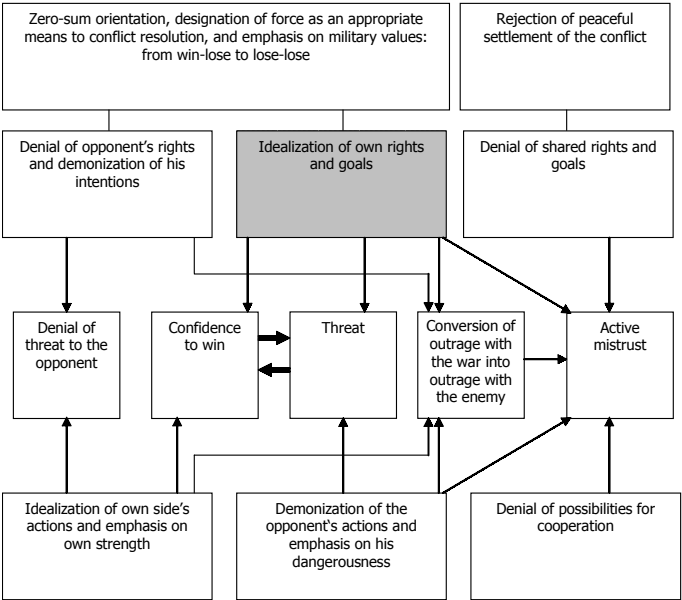 Zero-sum orientation, designation of force as an appropriate
means to conflict resolution, and emphasis on military values:
from win-lose to lose-lose
Rejection of peaceful
settlement of the conflict
Denial of opponent's rights
and demonization of his
intentions
Idealization of own rights
and goals
Denial of shared rights and
goals
Denial of
threat to the
opponent
Confidence
to win
Threat
Conversion of
outrage with
the war into
outrage with
the enemy
Active
mistrust
Idealization of own side's
actions and emphasis on
own strength
Demonization of the
opponent‘s actions and
emphasis on his
dangerousness
Denial of possibilities for
cooperation